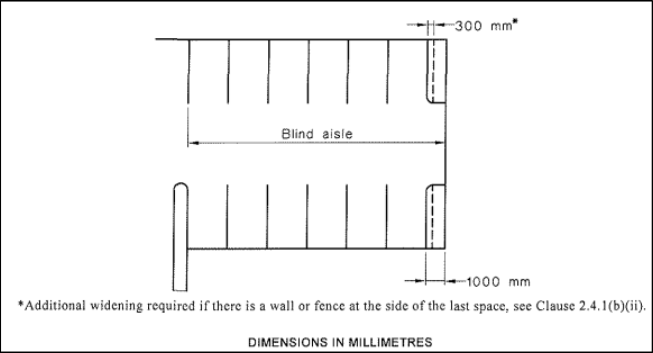 300 mm*
Blind aisle
1000 mm
*Additional widening required if there is a wall or fence at the side of the last space, see Clause 2.4.1(b)(ii).
DIMENSIONS IN MILLIMETRES